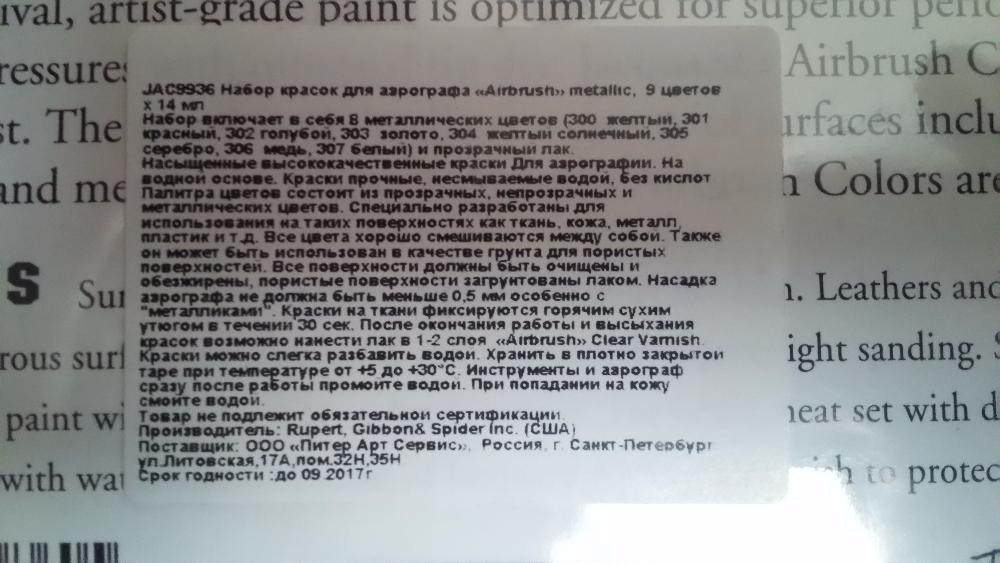 ival, artist-grade paint is optimized for superior
ressures
Airbrush C
JAC9936 Набор красок для аэрографа «Airbrush» metallic, 9 цветов
х 14 мл
Набор включает в себя 8 металлических цветов (300 желтый, 301
красный, 302 голубой, 303 золото, 304 желтый солнечный, 305
серебро, 306 медь, 307 белый) и прозрачный лак.
Насыщенные высококачественные краски Для аэрографии. На
водной основе. Краски прочные, несмываемые водой, без кислот
Палитра цветов состоит из прозрачных, непрозрачных и
металлических цветов. Специально разработаны для
использования на таких поверхностях как ткань, кожа, металл,
пластик и т.д. Все цвета хорошо смешиваются между собой. Также
он может быть использован в качестве грунта для пористых
поверхностей. Все поверхности должны быть очищены и
обезжирены, пористые поверхности загрунтованы лаком. Насадка
аэрографа не должна быть меньше 0,5 мм особенно с
"металликами". Краски на ткани фиксируются горячим сухим
утюгом в течении 30 сек. После окончания работы и высыхания
красок возможно нанести лак в 1-2 слоя «Airbrush» Clear Varnish.
Краски можно слегка разбавить водой. Хранить в плотно закрытой
таре при температуре от +5 до +30°С. Инструменты и аэрограф
сразу после работы промойте водой. При попадании на кожу
смойте водой.
Товар не подлежит обязательной сертификации.
Производитель: Rupert, Gibbon& Spider Inc. (США)
Поставщик: ООО «Питер Арт Сервис», Россия, г. Санкт-Петербург
ул.Литовская,17А,пом.32Н,35Н
Срок годности :до 09.2017г
st. The
urfaces inclu
and me
n Colors are
S Sur
n. Leathers and
rous surf
ight sanding.
paint wi
heat set with d
with wat
to protec